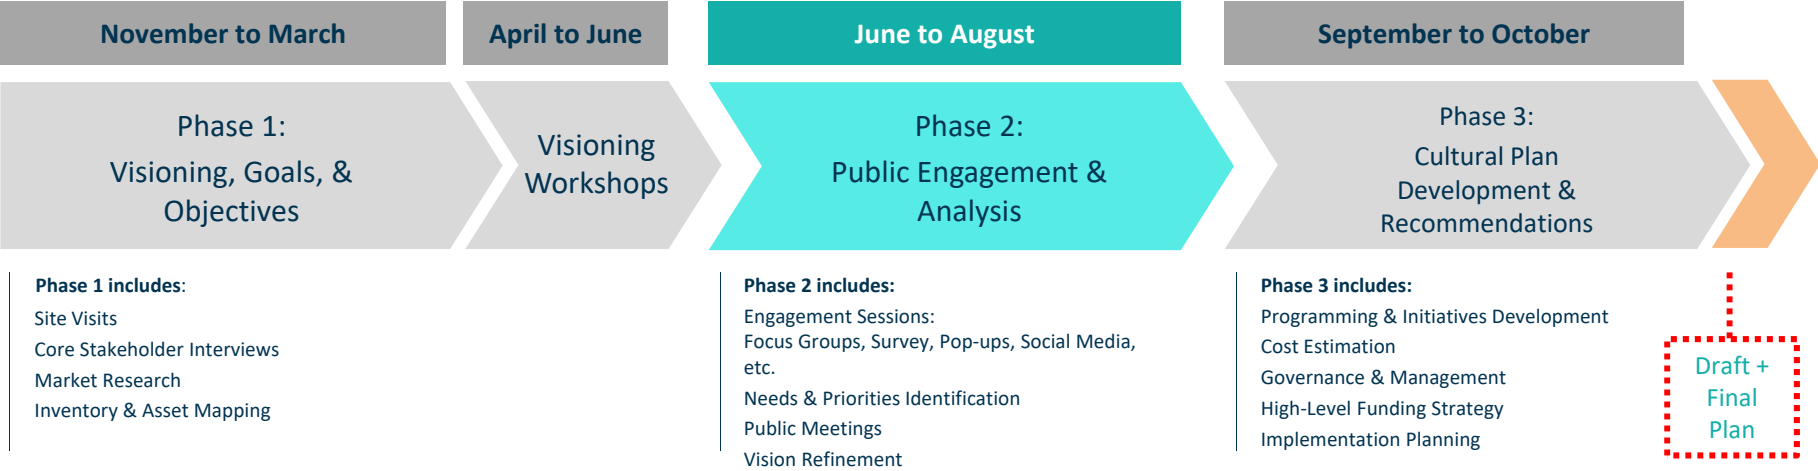 November to March
April to June
June to August
September to October
Phase 1:
Visioning, Goals, &
Objectives
Visioning
Workshops
Phase 2:
Public Engagement &
Analysis
Phase 3:
Cultural Plan
Development &
Recommendations
Phase 1 includes:
Site Visits
Core Stakeholder Interviews
Market Research
Inventory & Asset Mapping
Phase 2 includes:
Engagement Sessions:
Focus Groups, Survey, Pop-ups, Social Media,
etc.
Needs & Priorities Identification
Public Meetings
Vision Refinement
Phase 3 includes:
Programming & Initiatives Development
Cost Estimation
Governance & Management
High-Level Funding Strategy
Implementation Planning
Draft +
Final
Plan